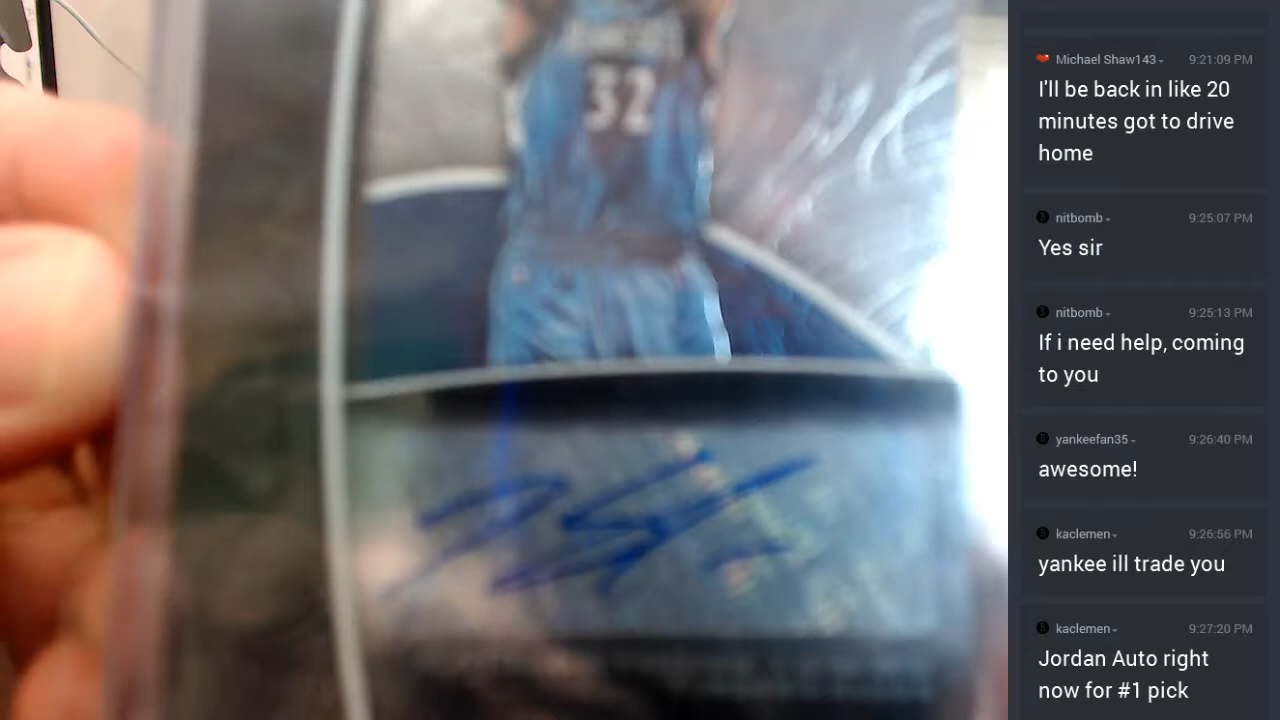 32
Michael Shaw143
9:21:09 PM
I'll be back in like 20
minutes got to drive
home
nitbomb
9:25:07 PM
Yes sir
nitbomb
9:25:13 PM
If i need help, coming
to you
yankeefan35
9:26:40 PM
awesome!
kaclemen
9:26:56 PM
yankee ill trade you
kaclemen
9:27:20 PM
Jordan Auto right
now for #1 pick